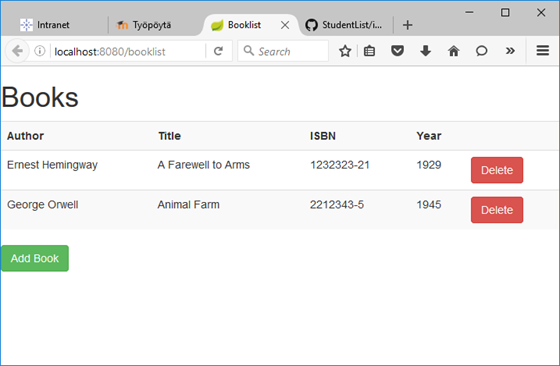 Intranet Työpöytä Booklist StudentList/i...
localhost:8080/booklist Search
Books
Author Title ISBN Year
Ernest Hemingway A Farewell to Arms 1232323-21 1929 Delete
George Orwell Animal Farm 2212343-5 1945 Delete
Add Book